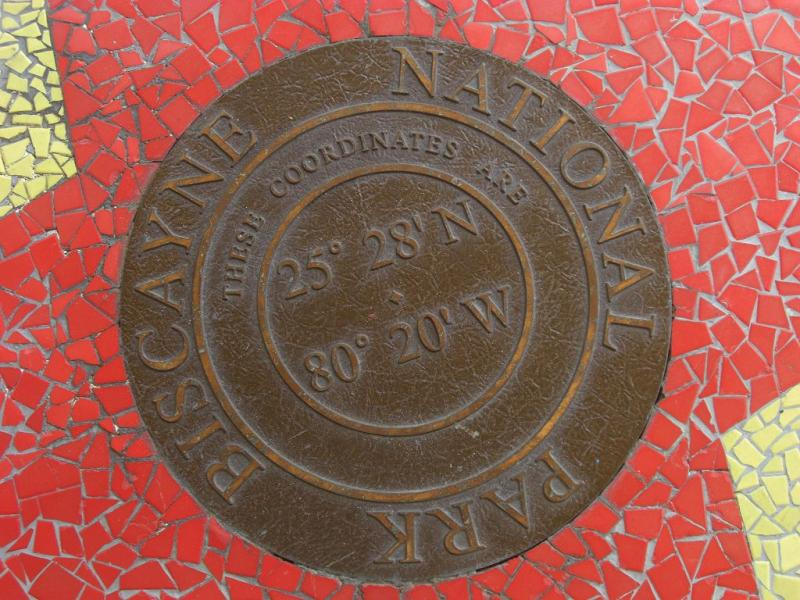 BISCAYNE NATIONAL PARK
THESE COORDINATES ARE
25° 28' N
80° 20' W